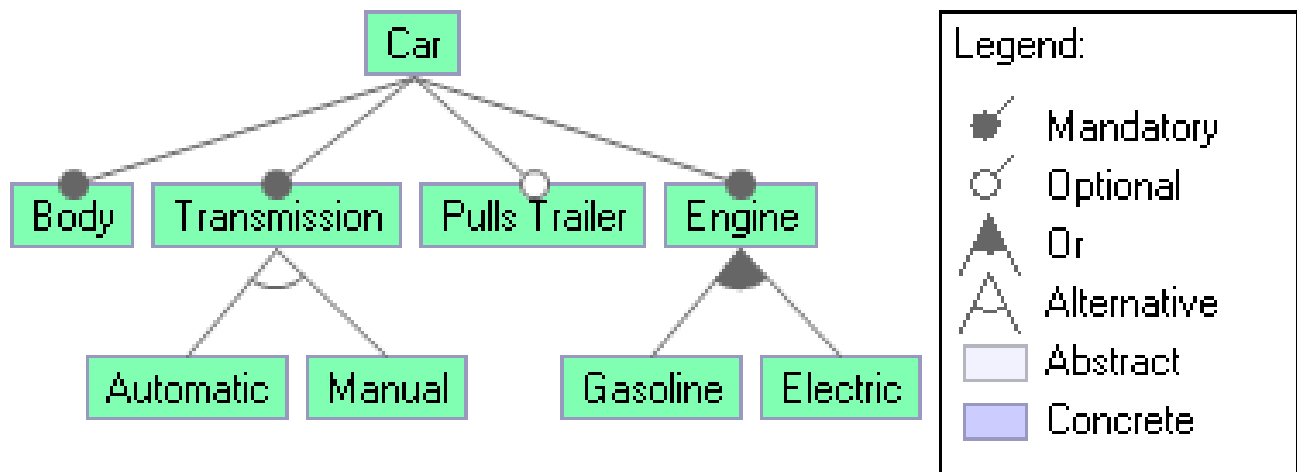 Car
Body
Transmission
Pulls Trailer
Engine
Automatic
Manual
Gasoline
Electric
Legend:
Mandatory
Optional
Or
Alternative
Abstract
Concrete